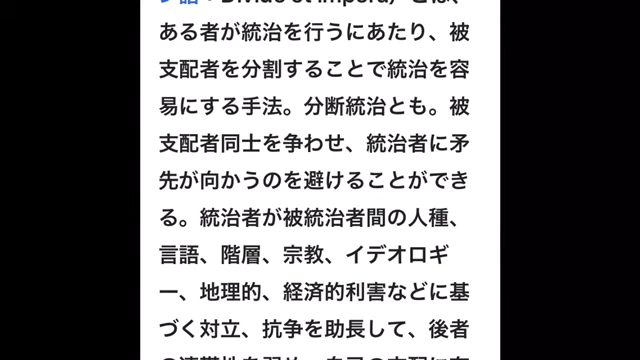 ある者が統治を行うにあたり、被
支配者を分割することで統治を容
易にする手法。分断統治とも。被
支配者同士を争わせ、統治者に矛
先が向かうのを避けることができ
る。統治者が被統治者間の人種、
言語、階層、宗教、イデオロギ
ー、地理的、経済的利害などに基
づく対立、抗争を助長して、後者